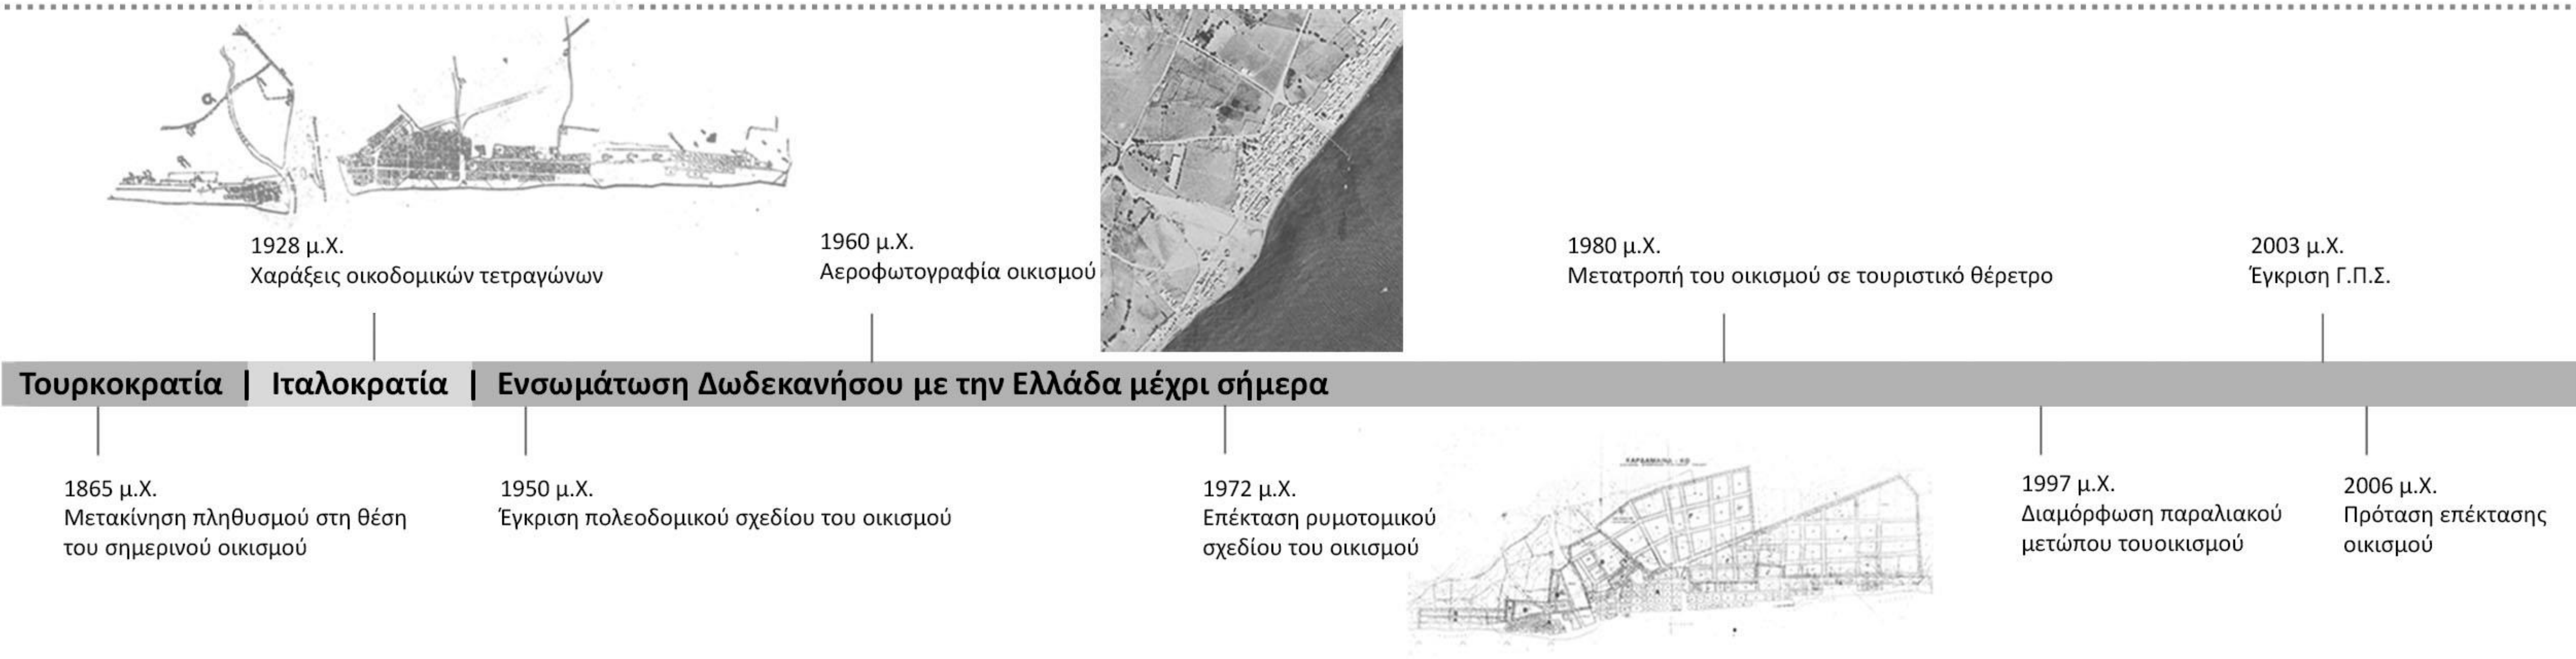 1928 μ.Χ.
Χαράξεις οικοδομικών τετραγώνων
1960 μ.Χ.
Αεροφωτογραφία οικισμού
1980 μ.Χ.
Μετατροπή του οικισμού σε τουριστικό θέρετρο
2003 μ.Χ.
Έγκριση Γ.Π.Σ.
Τουρκοκρατία | Ιταλοκρατία | Ενσωμάτωση Δωδεκανήσου με την Ελλάδα μέχρι σήμερα
1865 μ.Χ.
Μετακίνηση πληθυσμού στη θέση
του σημερινού οικισμού
1950 μ.Χ.
Έγκριση πολεοδομικού σχεδίου του οικισμού
1972 μ.Χ.
Επέκταση ρυμοτομικού
σχεδίου του οικισμού
ΚΑΡΔΑΜΑΙΝΑ - ΚΩ
1997 μ.Χ.
Διαμόρφωση παραλιακού
μετώπου τουοικισμού
2006 μ.Χ.
Πρόταση επέκτασης
οικισμού